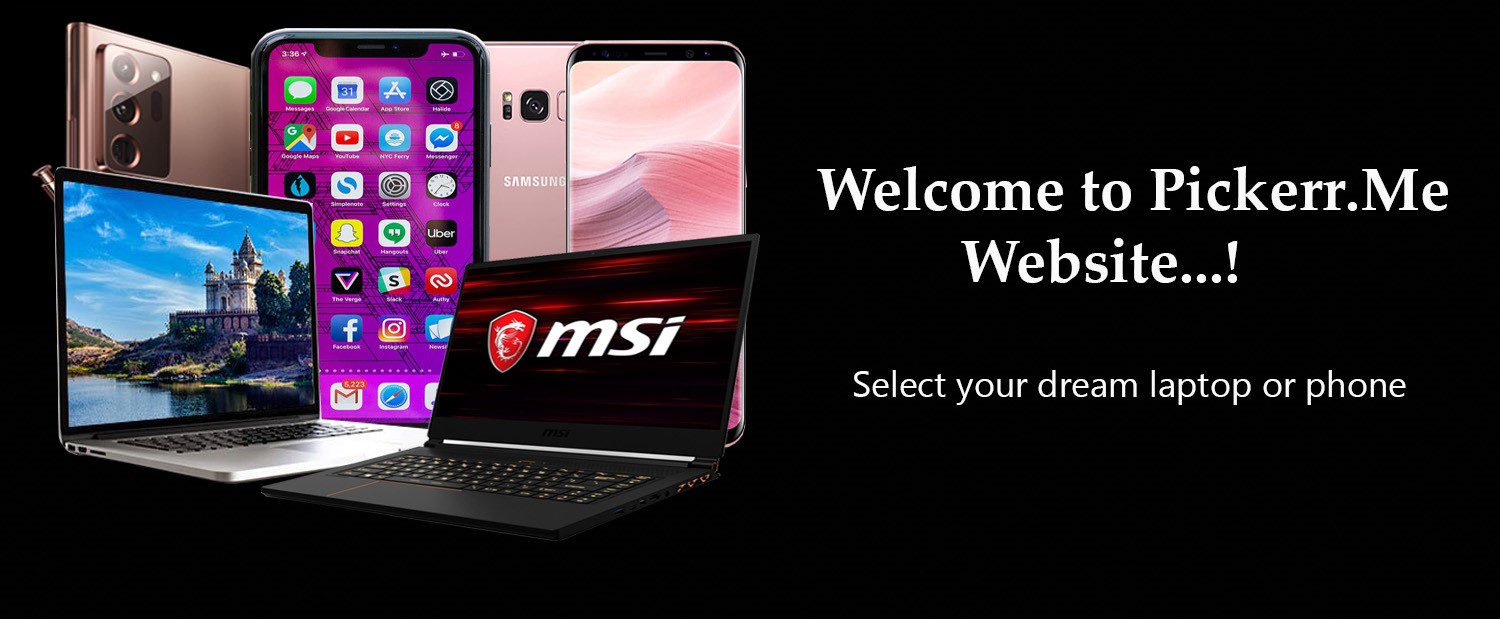 3:36
Messages Google Calendar App Store Halide
31
8
Google Maps YouTube NYC Ferry Messenger
Simplenote Settings Clock
SAMSUNG
Uber
Snapchat Hangouts Uber
S
The Verge Slack Authy
msi
Facebook Instagram
5,223
msi
Welcome to Pickerr.Me
Website...!
Select your dream laptop or phone